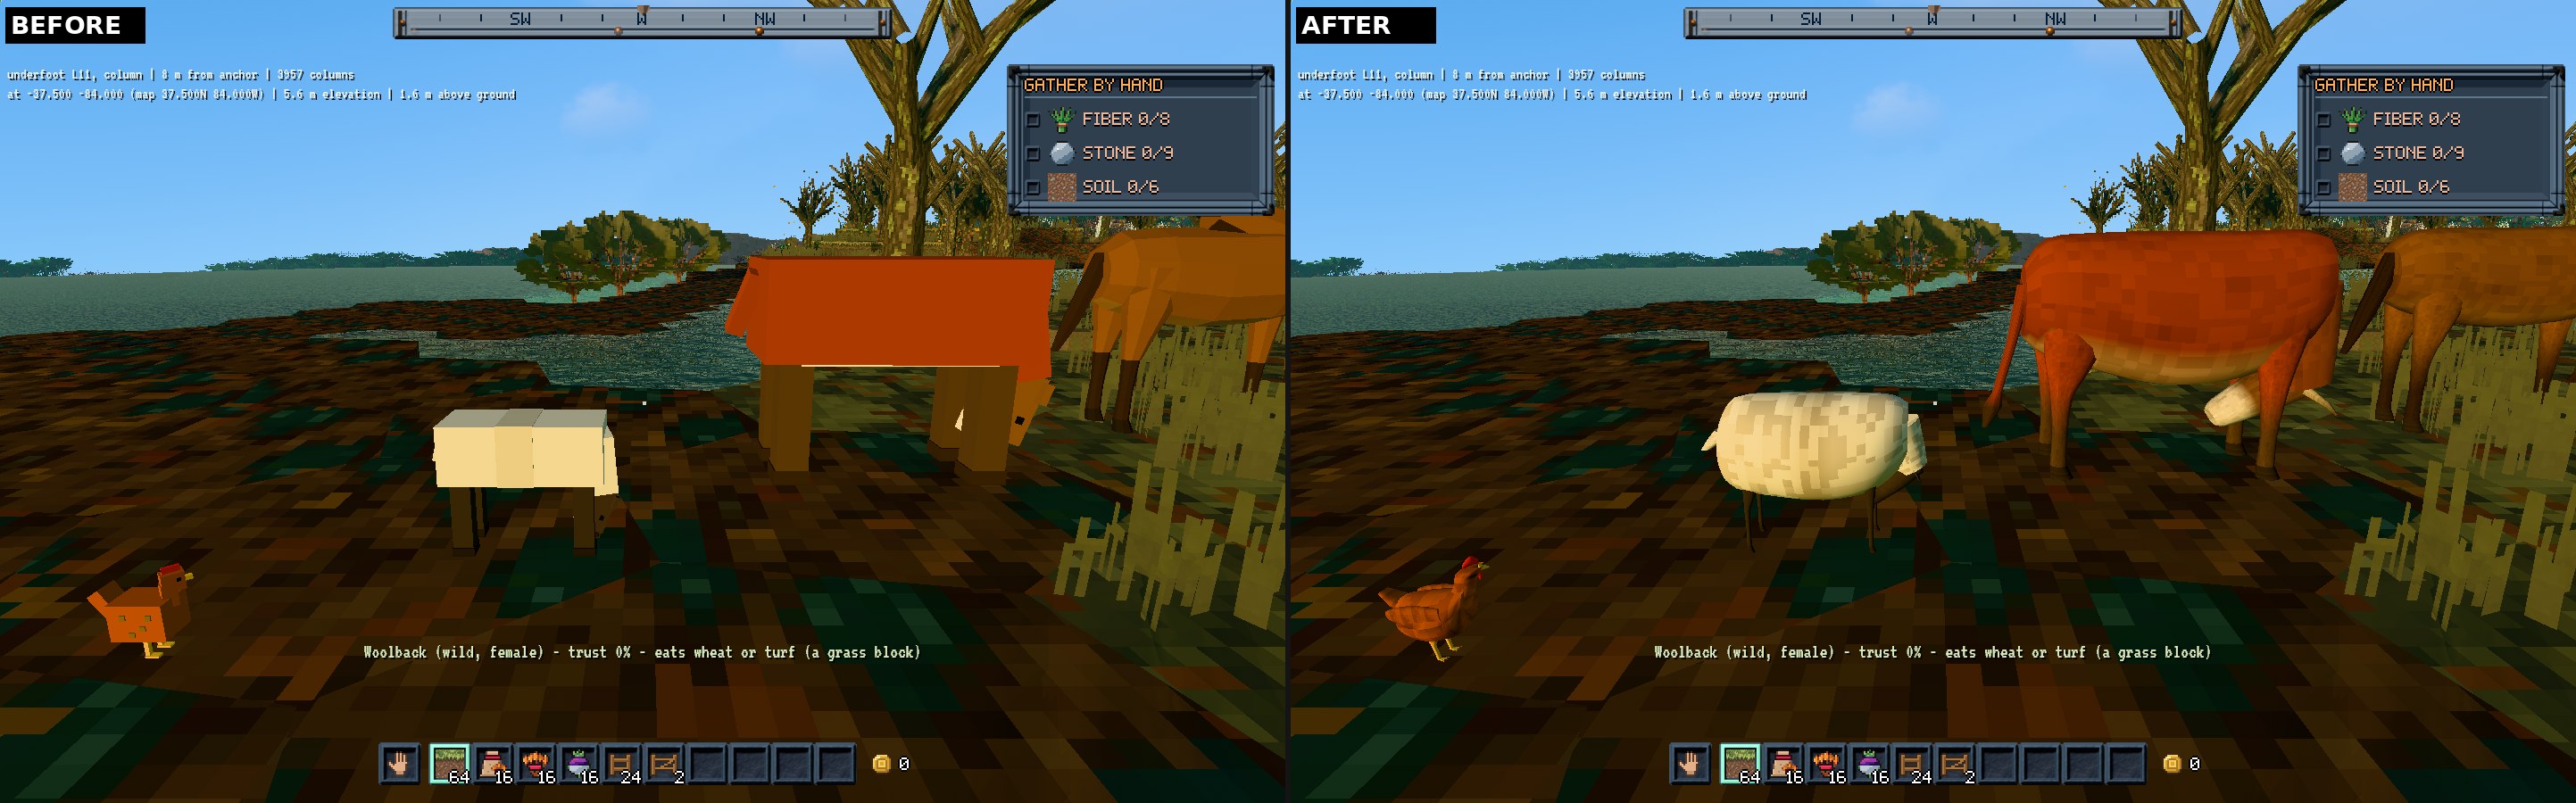 BEFORE
SW W NW
underfoot L11, column | 8 m from anchor | 3957 columns
at -37.500 -84.000 (map 37.500N 84.000W) | 5.6 m elevation | 1.6 m above ground
GATHER BY HAND
FIBER 0/8
STONE 0/9
SOIL 0/6
Woolback (wild, female) - trust 0% - eats wheat or turf (a grass block)
64 16 16 16 24 2
0
AFTER
SW W NW
underfoot L11, column | 8 m from anchor | 3957 columns
at -37.500 -84.000 (map 37.500N 84.000W) | 5.6 m elevation | 1.6 m above ground
GATHER BY HAND
FIBER 0/8
STONE 0/9
SOIL 0/6
Woolback (wild, female) - trust 0% - eats wheat or turf (a grass block)
64 16 16 16 24 2
0